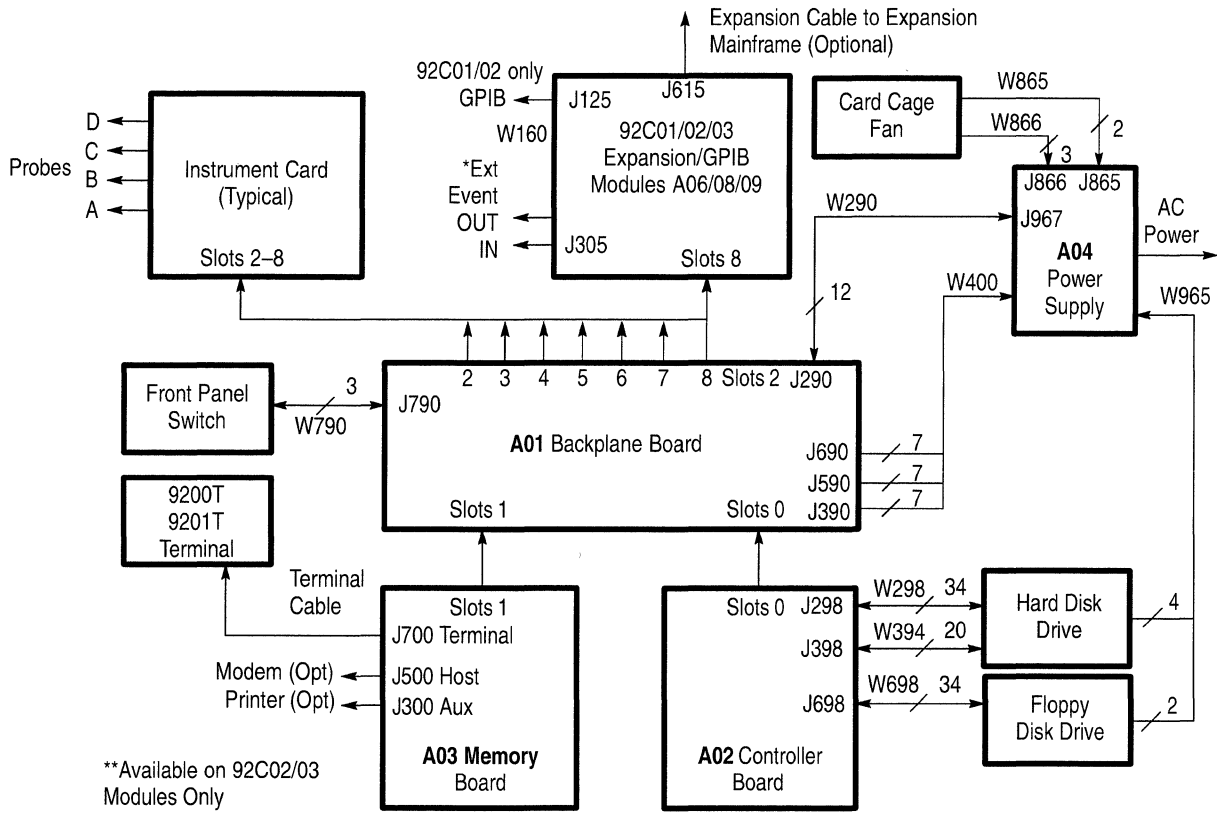 Expansion Cable to Expansion
Mainframe (Optional)
92C01/02 only
GPIB
J125
J615
W160
92C01/02/03
Expansion/GPIB
Modules A06/08/09
*Ext
Event
OUT
IN
J305
Slots 8
Probes
D
C
B
A
Instrument Card
(Typical)
Slots 2–8
Card Cage
Fan
W865
2
W866
3
J866
J865
J967
A04
Power
Supply
AC
Power
W290
12
W400
W965
2
3
4
5
6
7
8
Slots 2
J290
Front Panel
Switch
3
W790
J790
A01 Backplane Board
J690
7
J590
7
J390
7
Slots 1
Slots 0
9200T
9201T
Terminal
Terminal
Cable
Slots 1
J700 Terminal
Modem (Opt)
J500 Host
Printer (Opt)
J300 Aux
A03 Memory
Board
Slots 0
J298
W298
34
J398
W394
20
Hard Disk
Drive
4
J698
W698
34
Floppy
Disk Drive
2
A02 Controller
Board
**Available on 92C02/03
Modules Only